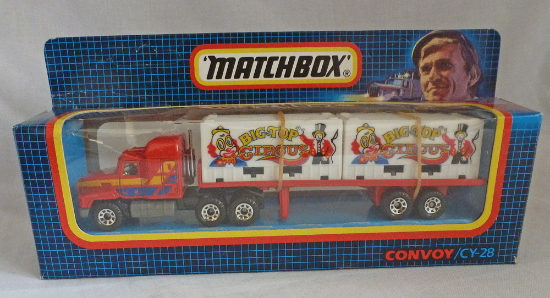 'MATCHBOX'®
BIG-TOP
CIRCUS
BIG-TOP
CIRCUS
CONVOY/CY-28